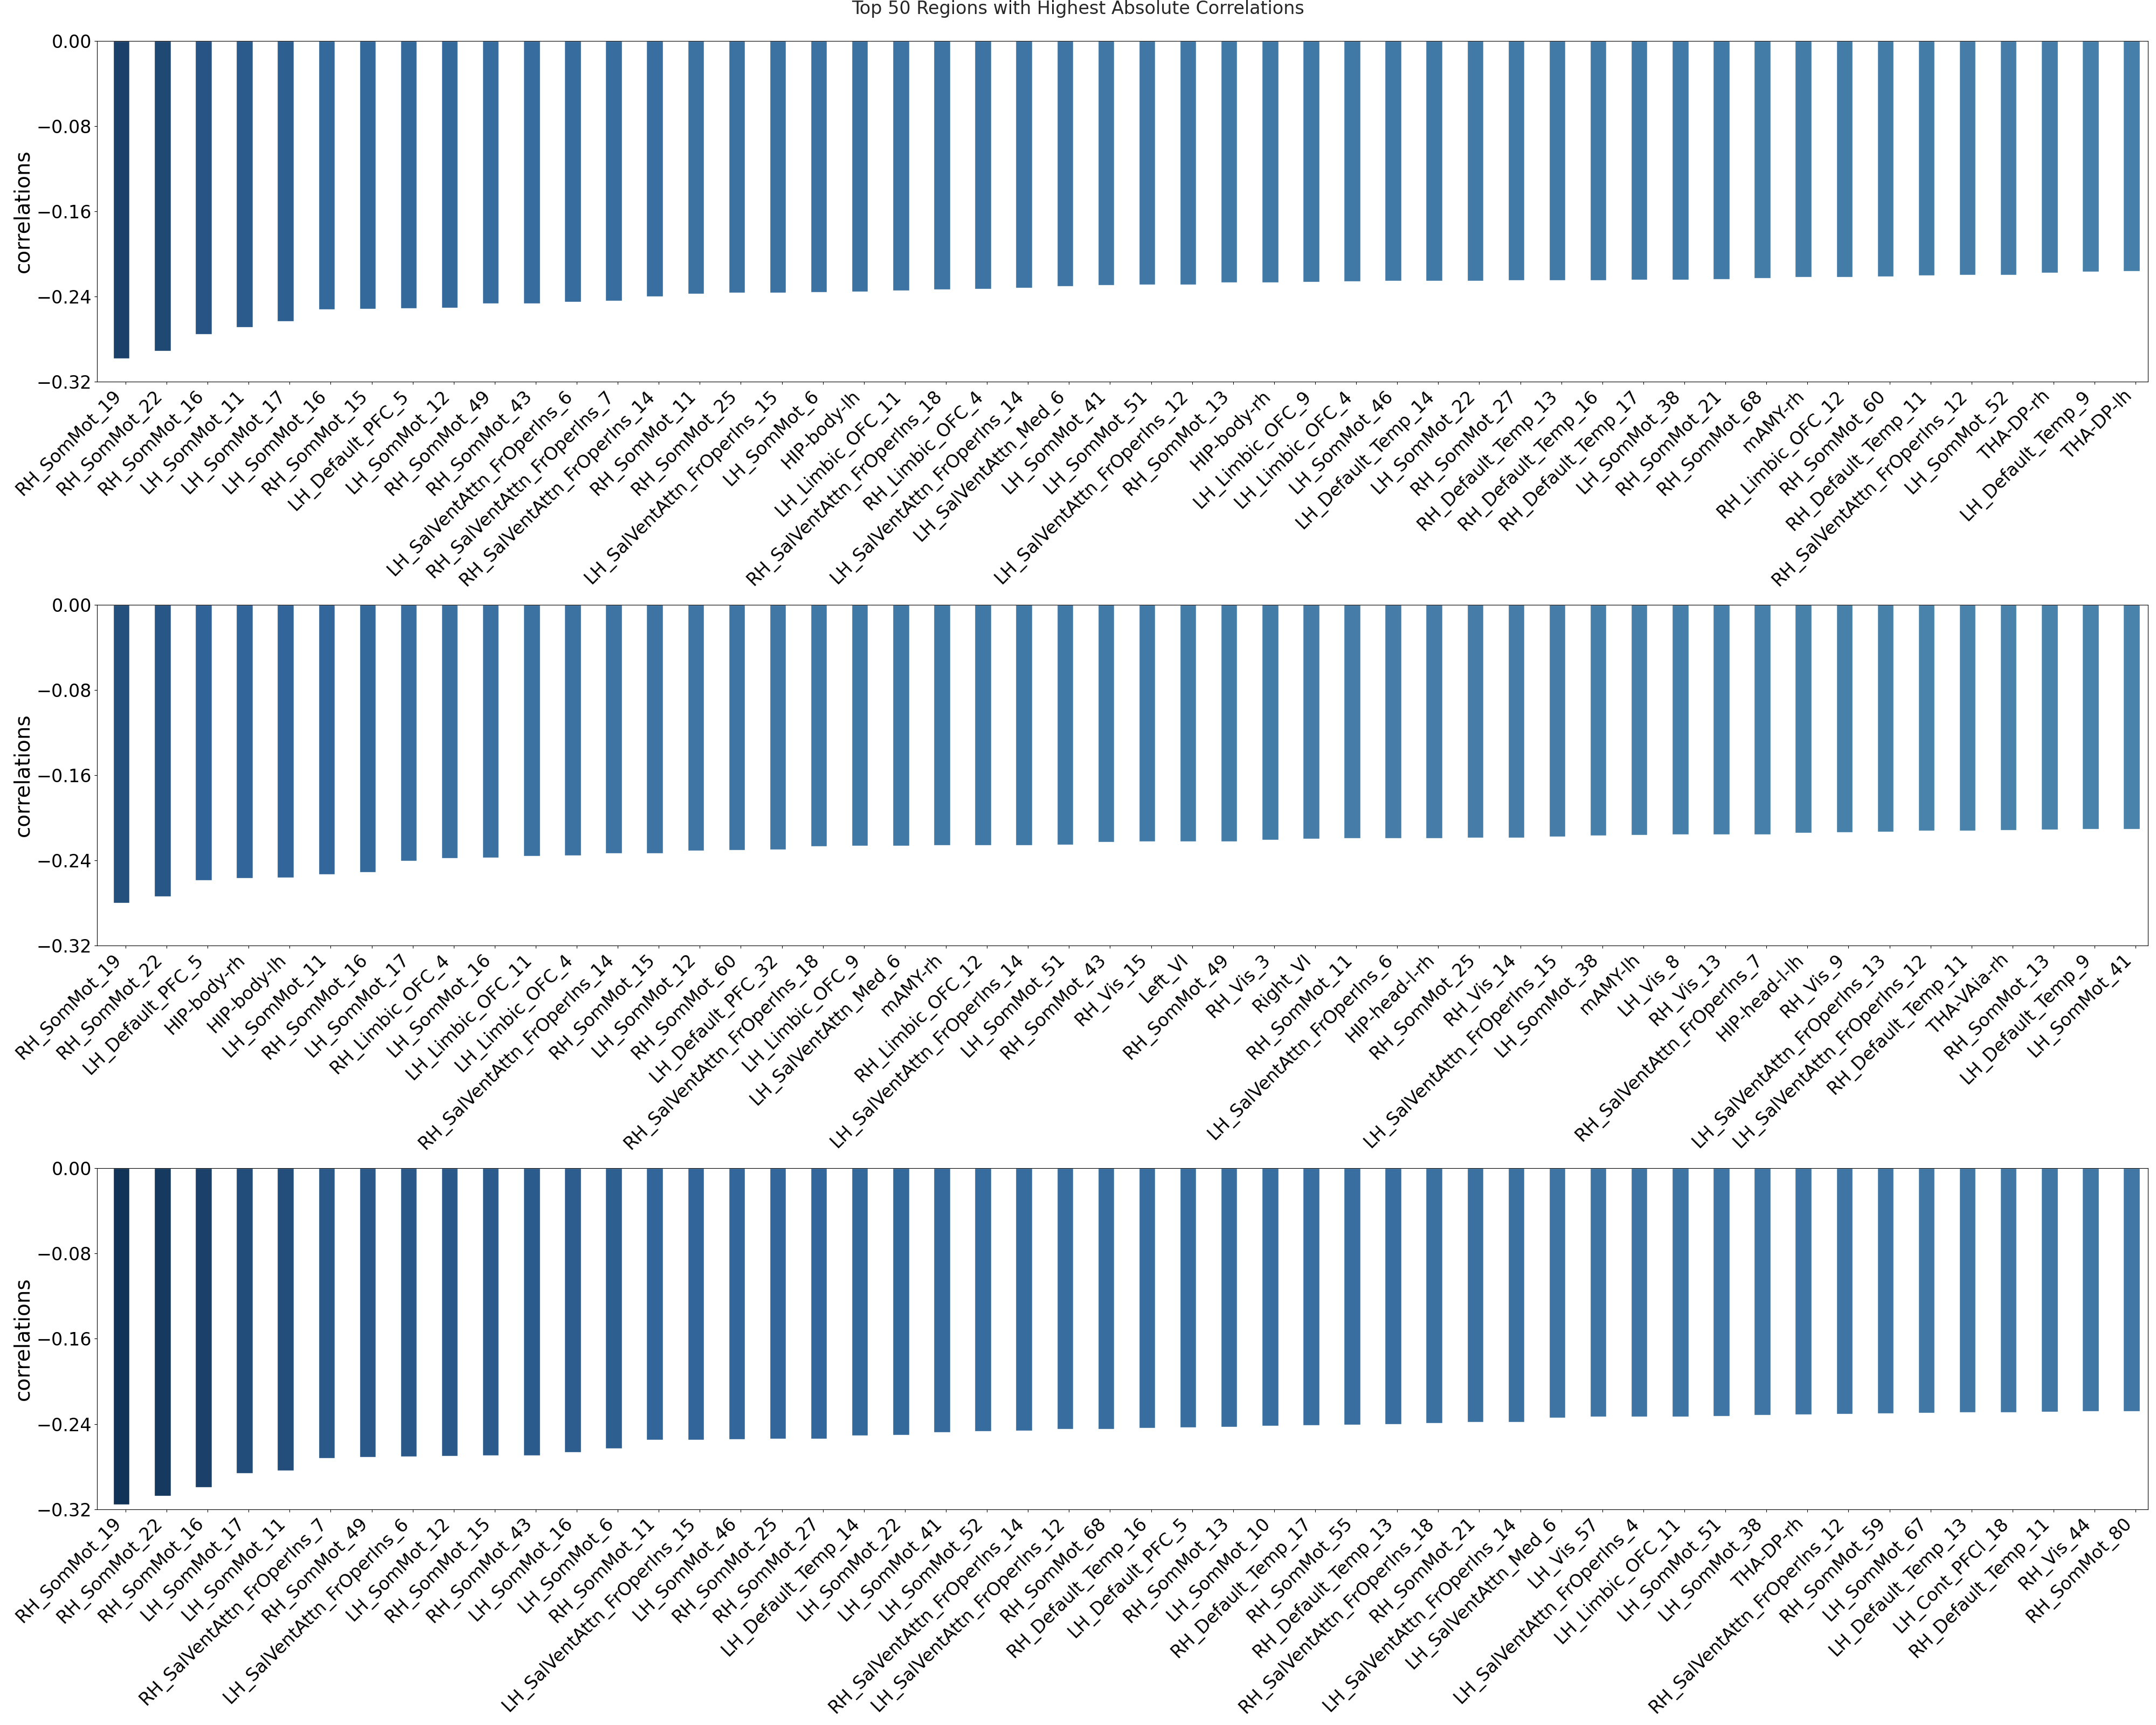 Top 50 Regions with Highest Absolute Correlations
correlations
0.00
−0.08
−0.16
−0.24
−0.32
RH_SomMot_19
RH_SomMot_22
RH_SomMot_16
LH_SomMot_11
LH_SomMot_17
LH_SomMot_16
RH_SomMot_15
LH_Default_PFC_5
LH_SomMot_12
RH_SomMot_49
RH_SomMot_43
LH_SalVentAttn_FrOperIns_6
RH_SalVentAttn_FrOperIns_7
RH_SalVentAttn_FrOperIns_14
RH_SomMot_11
RH_SomMot_25
LH_SalVentAttn_FrOperIns_15
LH_SomMot_6
HIP-body-lh
LH_Limbic_OFC_11
RH_SalVentAttn_FrOperIns_18
RH_Limbic_OFC_4
LH_SalVentAttn_FrOperIns_14
LH_SalVentAttn_Med_6
LH_SomMot_41
LH_SomMot_51
LH_SalVentAttn_FrOperIns_12
RH_SomMot_13
HIP-body-rh
LH_Limbic_OFC_9
LH_Limbic_OFC_4
LH_SomMot_46
LH_Default_Temp_14
LH_SomMot_22
RH_SomMot_27
RH_Default_Temp_13
RH_Default_Temp_16
RH_Default_Temp_17
LH_SomMot_38
RH_SomMot_21
RH_SomMot_68
mAMY-rh
RH_Limbic_OFC_12
RH_SomMot_60
RH_Default_Temp_11
RH_SalVentAttn_FrOperIns_12
LH_SomMot_52
THA-DP-rh
LH_Default_Temp_9
THA-DP-lh
correlations
0.00
−0.08
−0.16
−0.24
−0.32
RH_SomMot_19
RH_SomMot_22
LH_Default_PFC_5
HIP-body-rh
HIP-body-lh
LH_SomMot_11
RH_SomMot_16
LH_SomMot_17
RH_Limbic_OFC_4
LH_SomMot_16
LH_Limbic_OFC_11
LH_Limbic_OFC_4
RH_SalVentAttn_FrOperIns_14
RH_SomMot_15
LH_SomMot_12
RH_SomMot_60
LH_Default_PFC_32
RH_SalVentAttn_FrOperIns_18
LH_Limbic_OFC_9
LH_SalVentAttn_Med_6
mAMY-rh
RH_Limbic_OFC_12
LH_SalVentAttn_FrOperIns_14
LH_SomMot_51
RH_SomMot_43
RH_Vis_15
Left_VI
RH_SomMot_49
RH_Vis_3
Right_VI
RH_SomMot_11
LH_SalVentAttn_FrOperIns_6
HIP-head-l-rh
RH_SomMot_25
RH_Vis_14
LH_SalVentAttn_FrOperIns_15
LH_SomMot_38
mAMY-lh
LH_Vis_8
RH_Vis_13
RH_SalVentAttn_FrOperIns_7
HIP-head-l-lh
RH_Vis_9
LH_SalVentAttn_FrOperIns_13
LH_SalVentAttn_FrOperIns_12
RH_Default_Temp_11
THA-VAia-rh
RH_SomMot_13
LH_Default_Temp_9
LH_SomMot_41
correlations
0.00
−0.08
−0.16
−0.24
−0.32
RH_SomMot_19
RH_SomMot_22
RH_SomMot_16
LH_SomMot_17
LH_SomMot_11
RH_SalVentAttn_FrOperIns_7
RH_SomMot_49
LH_SalVentAttn_FrOperIns_6
LH_SomMot_12
RH_SomMot_15
RH_SomMot_43
LH_SomMot_16
LH_SomMot_6
RH_SomMot_11
LH_SalVentAttn_FrOperIns_15
LH_SomMot_46
RH_SomMot_25
RH_SomMot_27
LH_Default_Temp_14
LH_SomMot_22
LH_SomMot_41
LH_SomMot_52
RH_SalVentAttn_FrOperIns_14
LH_SalVentAttn_FrOperIns_12
RH_SomMot_68
RH_Default_Temp_16
LH_Default_PFC_5
RH_SomMot_13
LH_SomMot_10
RH_Default_Temp_17
RH_SomMot_55
RH_Default_Temp_13
RH_SalVentAttn_FrOperIns_18
RH_SomMot_21
LH_SalVentAttn_FrOperIns_14
LH_SalVentAttn_Med_6
LH_Vis_57
LH_SalVentAttn_FrOperIns_4
LH_Limbic_OFC_11
LH_SomMot_51
LH_SomMot_38
THA-DP-rh
RH_SalVentAttn_FrOperIns_12
RH_SomMot_59
LH_SomMot_67
LH_Default_Temp_13
LH_Cont_PFCl_18
RH_Default_Temp_11
RH_Vis_44
RH_SomMot_80